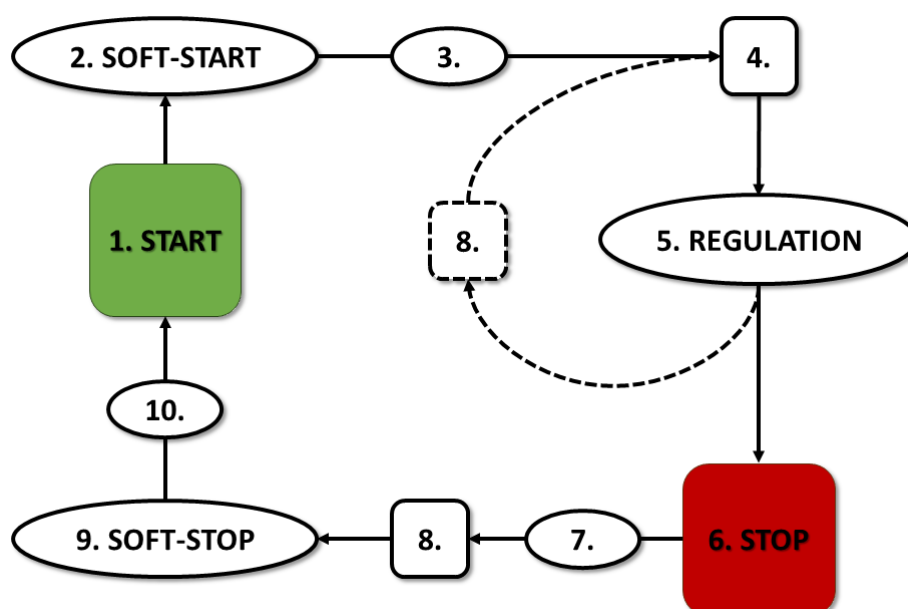 2. SOFT-START
3.
4.
1. START
8.
5. REGULATION
10.
9. SOFT-STOP
8.
7.
6. STOP